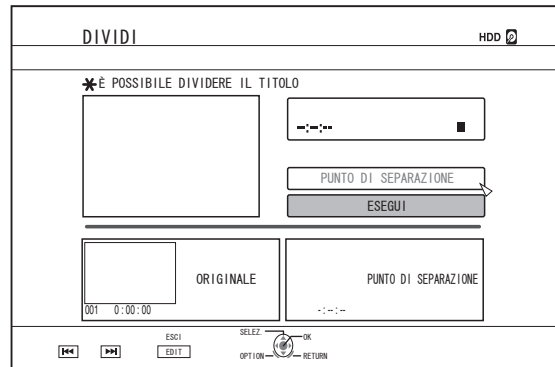 DIVIDI
HDD
È POSSIBILE DIVIDERE IL TITOLO
–:–:--
PUNTO DI SEPARAZIONE
ESEGUI
ORIGINALE
001 0:00:00
PUNTO DI SEPARAZIONE
-:--:--
ESCI
EDIT
SELEZ.
OK
OPTION
RETURN